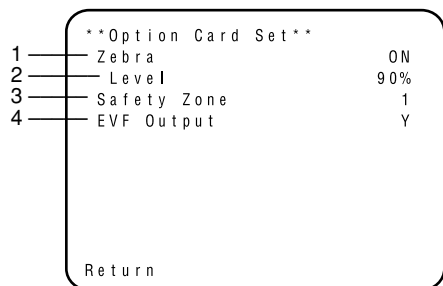 **Option Card Set**
1 Zebra ON
2 Level 90%
3 Safety Zone 1
4 EVF Output Y
Return